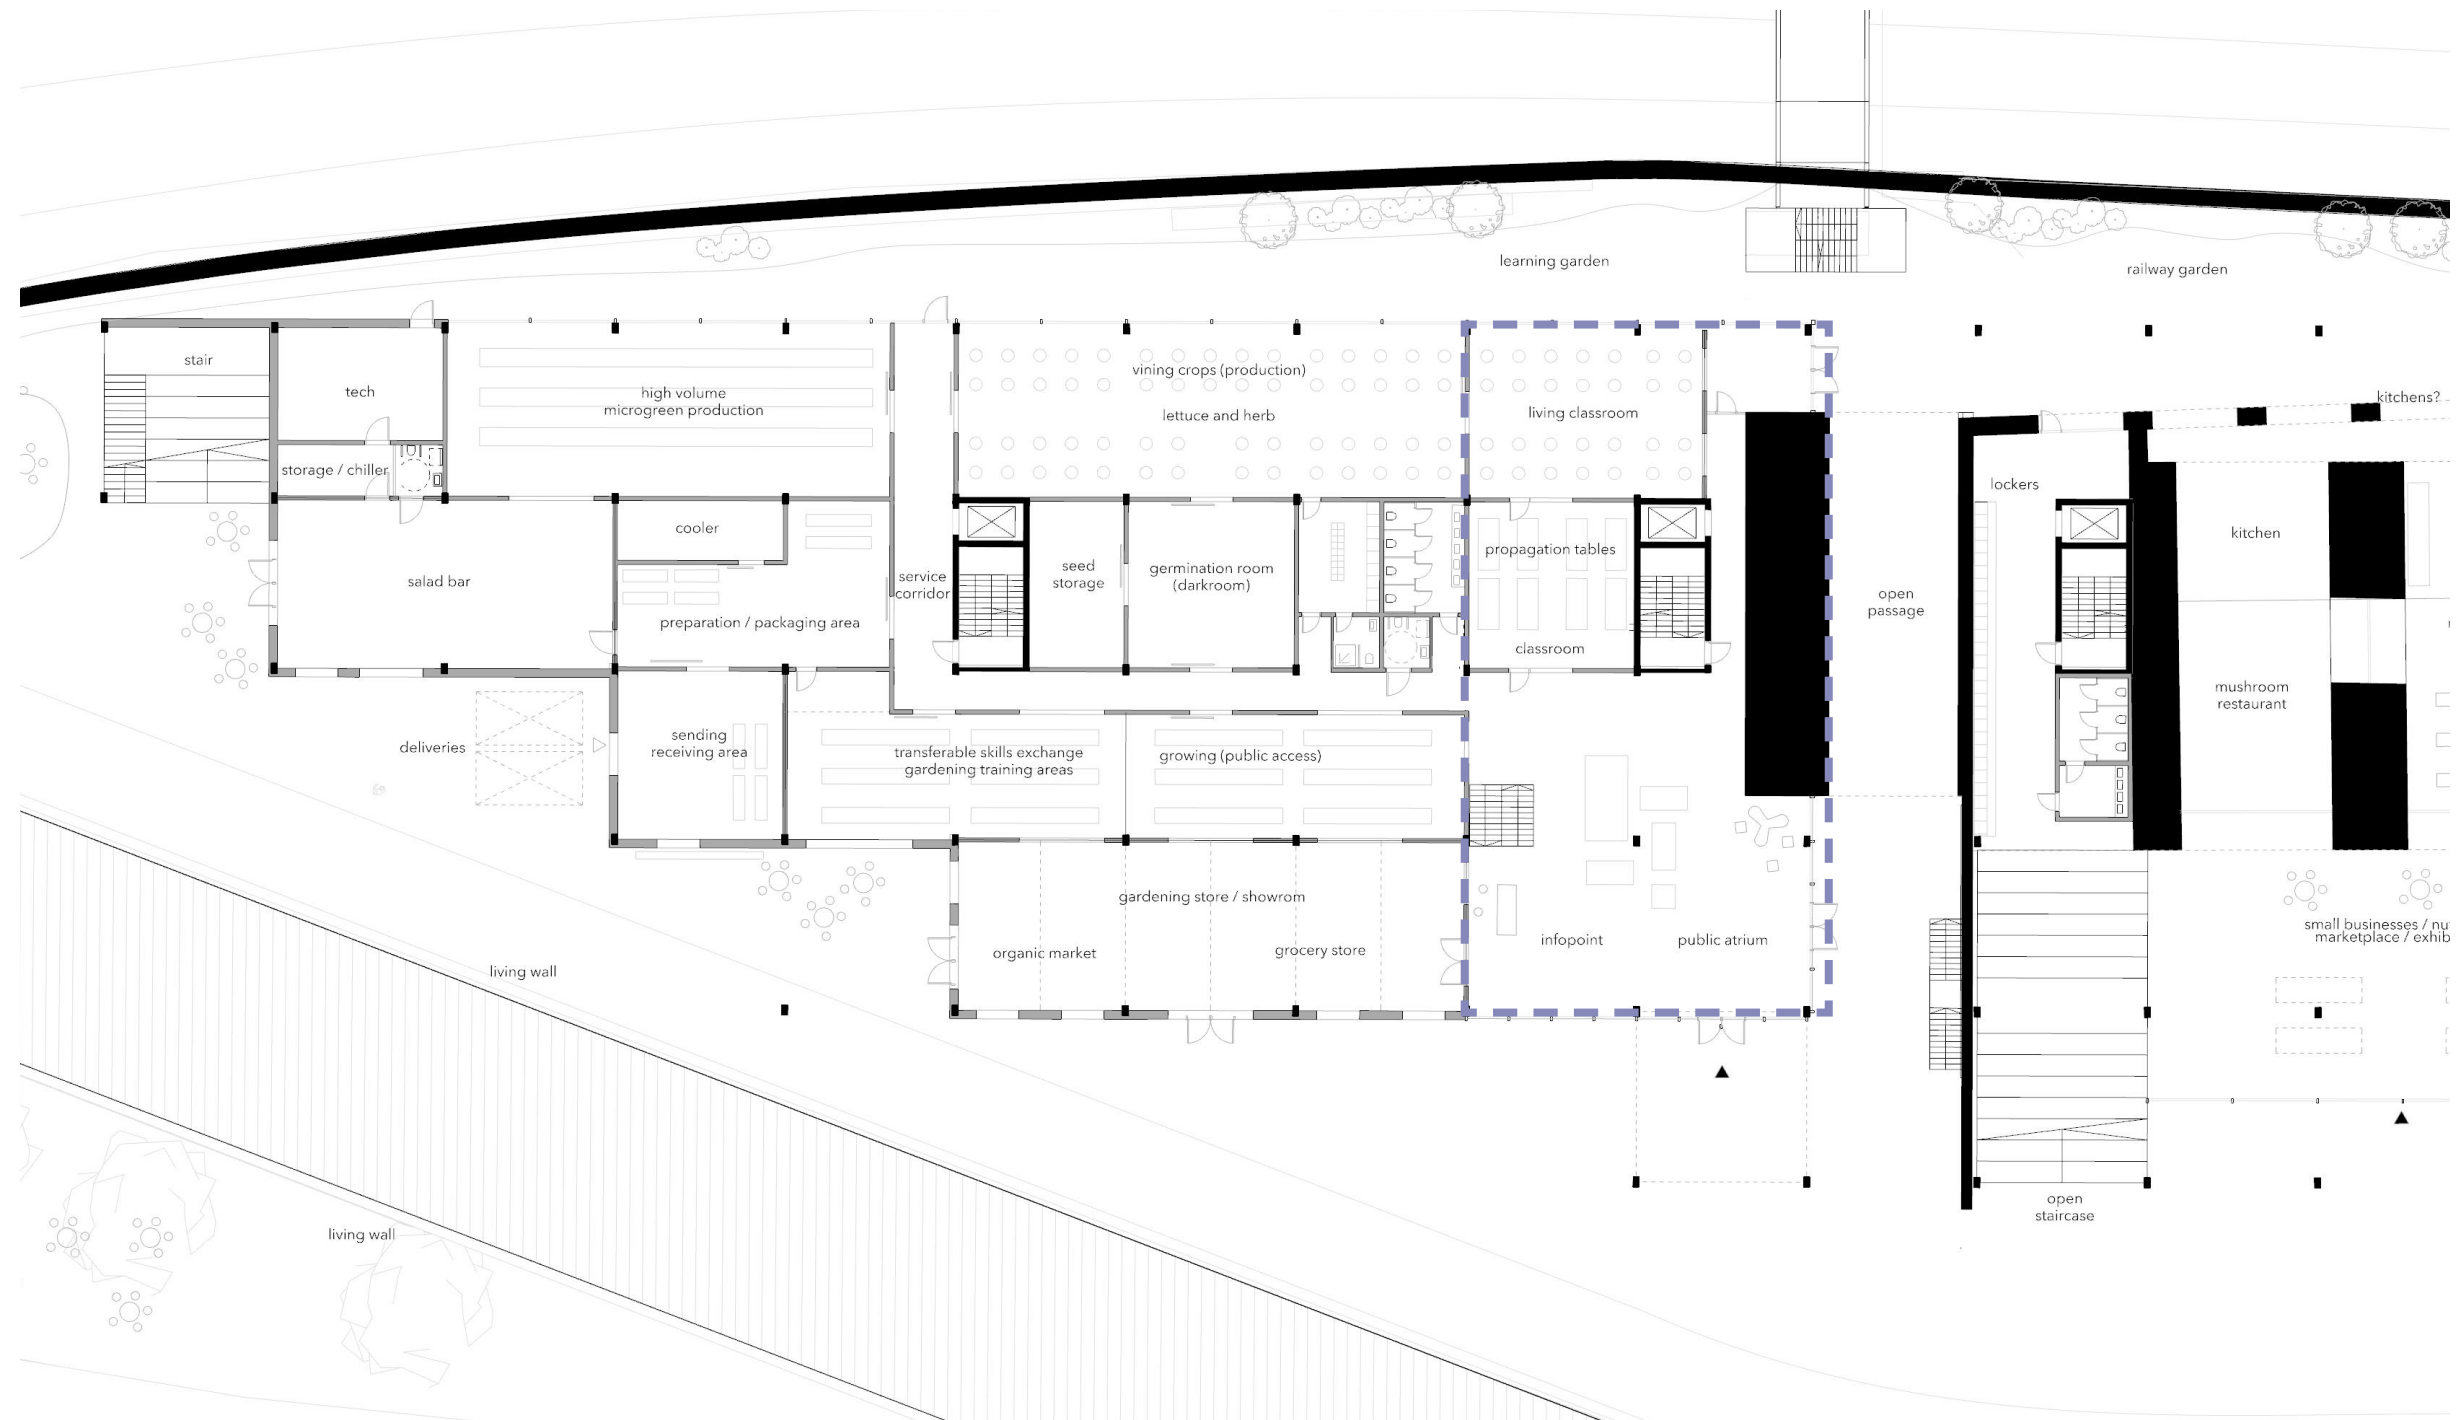 learning garden
railway garden
stair
tech
high volume
microgreen production
vining crops (production)
lettuce and herb
living classroom
kitchens?
storage / chiller
lockers
cooler
salad bar
service
corridor
seed
storage
germination room
(darkroom)
propagation tables
classroom
preparation / packaging area
open
passage
kitchen
mushroom
restaurant
deliveries
sending
receiving area
transferable skills exchange
gardening training areas
growing (public access)
gardening store / showrom
organic market
grocery store
infopoint
public atrium
small businesses / nu
marketplace / exhib
living wall
open
staircase
living wall